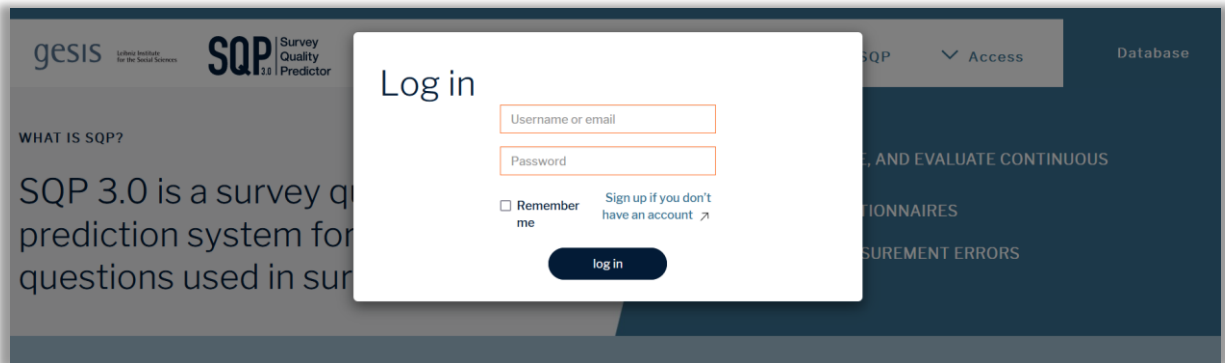 gesis Leibniz Institute
for the Social Sciences
SQP 3.0 Survey
Quality
Predictor
SQP
Access
Database
Log in
Username or email
Password
Remember
me
Sign up if you don't
have an account
log in
WHAT IS SQP?
SQP 3.0 is a survey qu
prediction system for
questions used in sur
, AND EVALUATE CONTINUOUS
TIONNAIRES
SUREMENT ERRORS